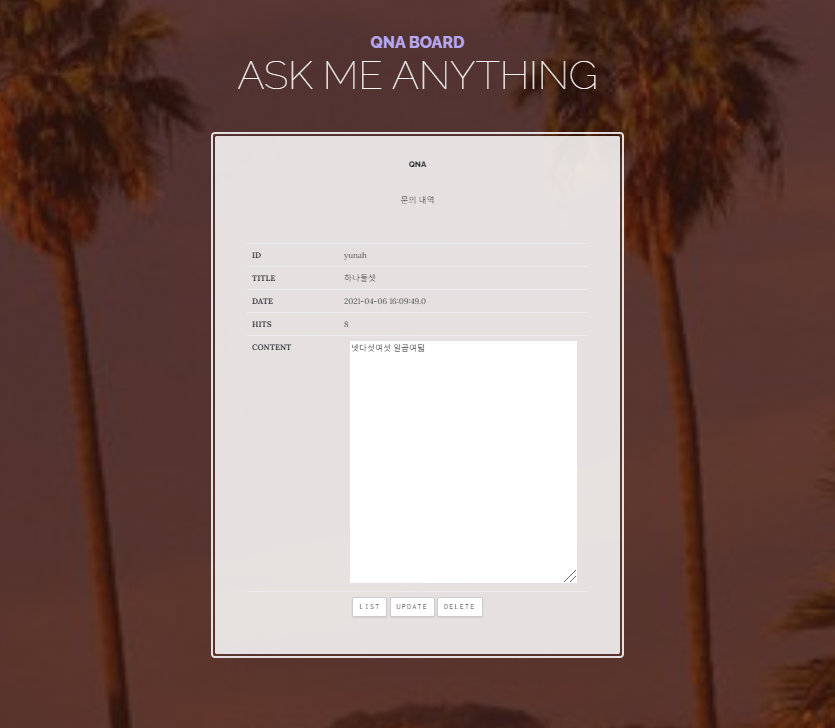 QNA BOARD
ASK ME ANYTHING
QNA
문의 내역
ID yunah
TITLE 하나둘셋
DATE 2021-04-06 16:09:49.0
HITS 8
CONTENT 넷다섯여섯 일곱여덟
LIST UPDATE DELETE